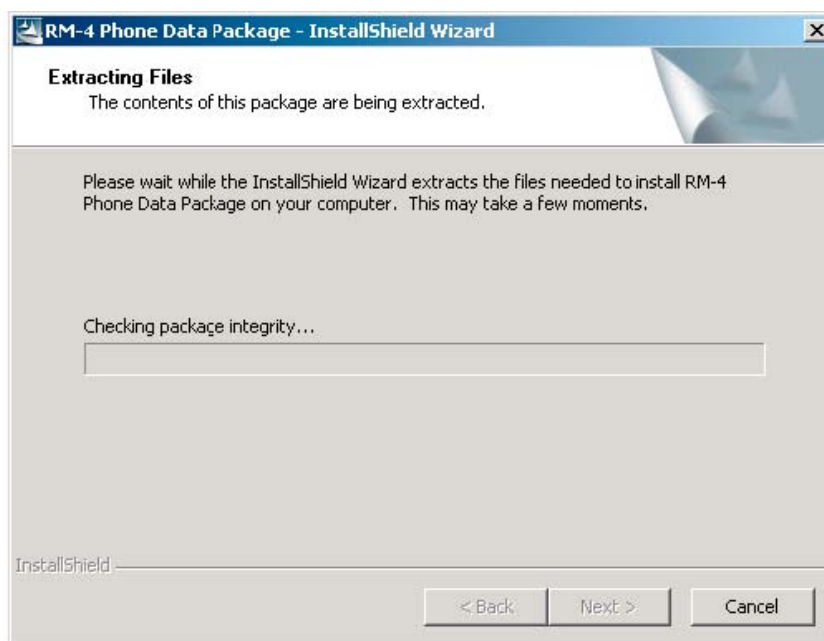 RM-4 Phone Data Package - InstallShield Wizard
Extracting Files
The contents of this package are being extracted.
Please wait while the InstallShield Wizard extracts the files needed to install RM-4
Phone Data Package on your computer. This may take a few moments.
Checking package integrity...
InstallShield
< Back
Next >
Cancel